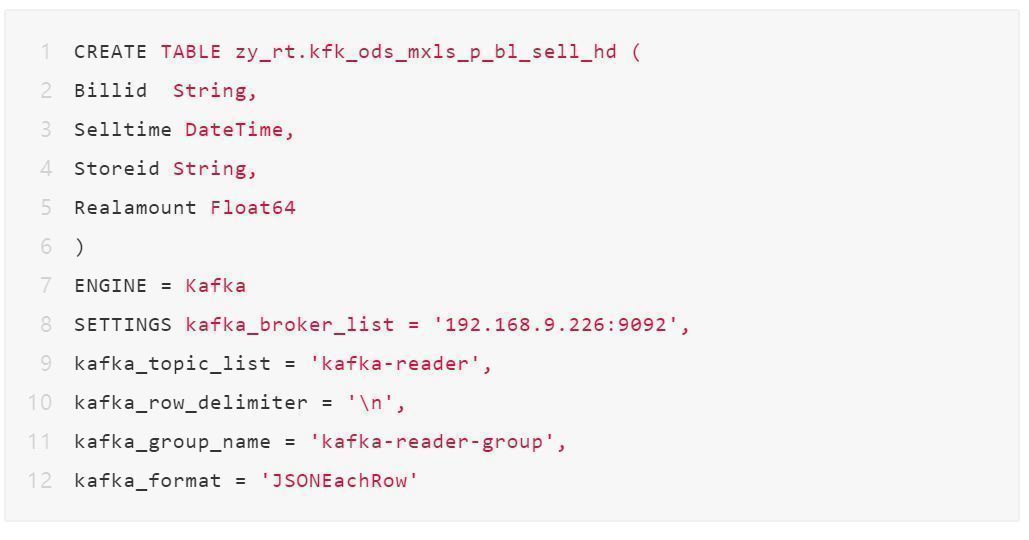 1 CREATE TABLE zy_rt.kfk_ods_mxls_p_bl_sell_hd (
2 Billid  String,
3 Selltime DateTime,
4 Storeid String,
5 Realamount Float64
6 )
7 ENGINE = Kafka
8 SETTINGS kafka_broker_list = '192.168.9.226:9092',
9 kafka_topic_list = 'kafka-reader',
10 kafka_row_delimiter = '\n',
11 kafka_group_name = 'kafka-reader-group',
12 kafka_format = 'JSONEachRow'